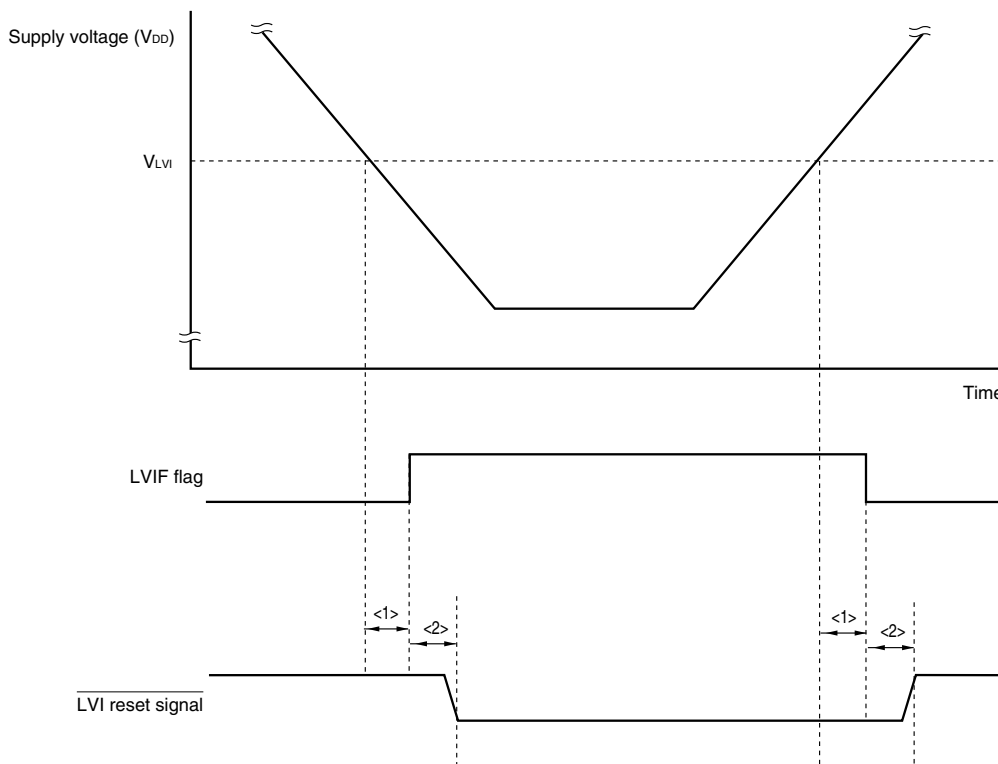 Supply voltage (VDD)
VLVI
Time
LVIF flag
<1>
<2>
<1>
<2>
LVI reset signal